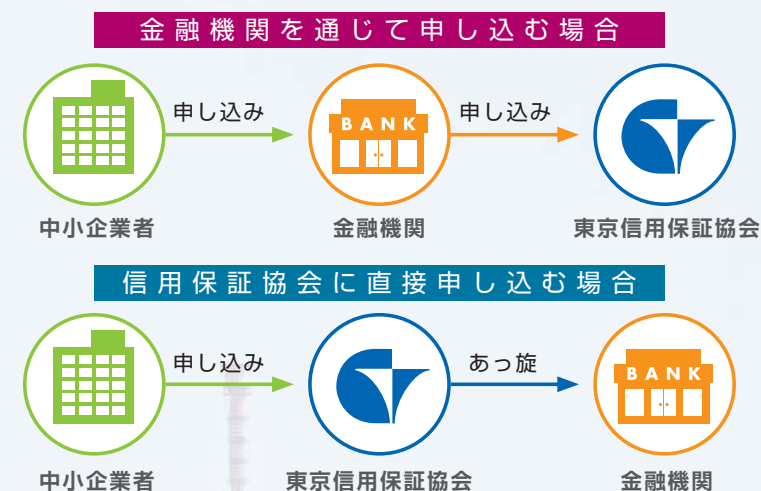 金融機関を通じて申し込む場合
申し込み
申し込み
BANK
中小企業者
金融機関
東京信用保証協会
信用保証協会に直接申し込む場合
申し込み
あっ旋
BANK
中小企業者
東京信用保証協会
金融機関